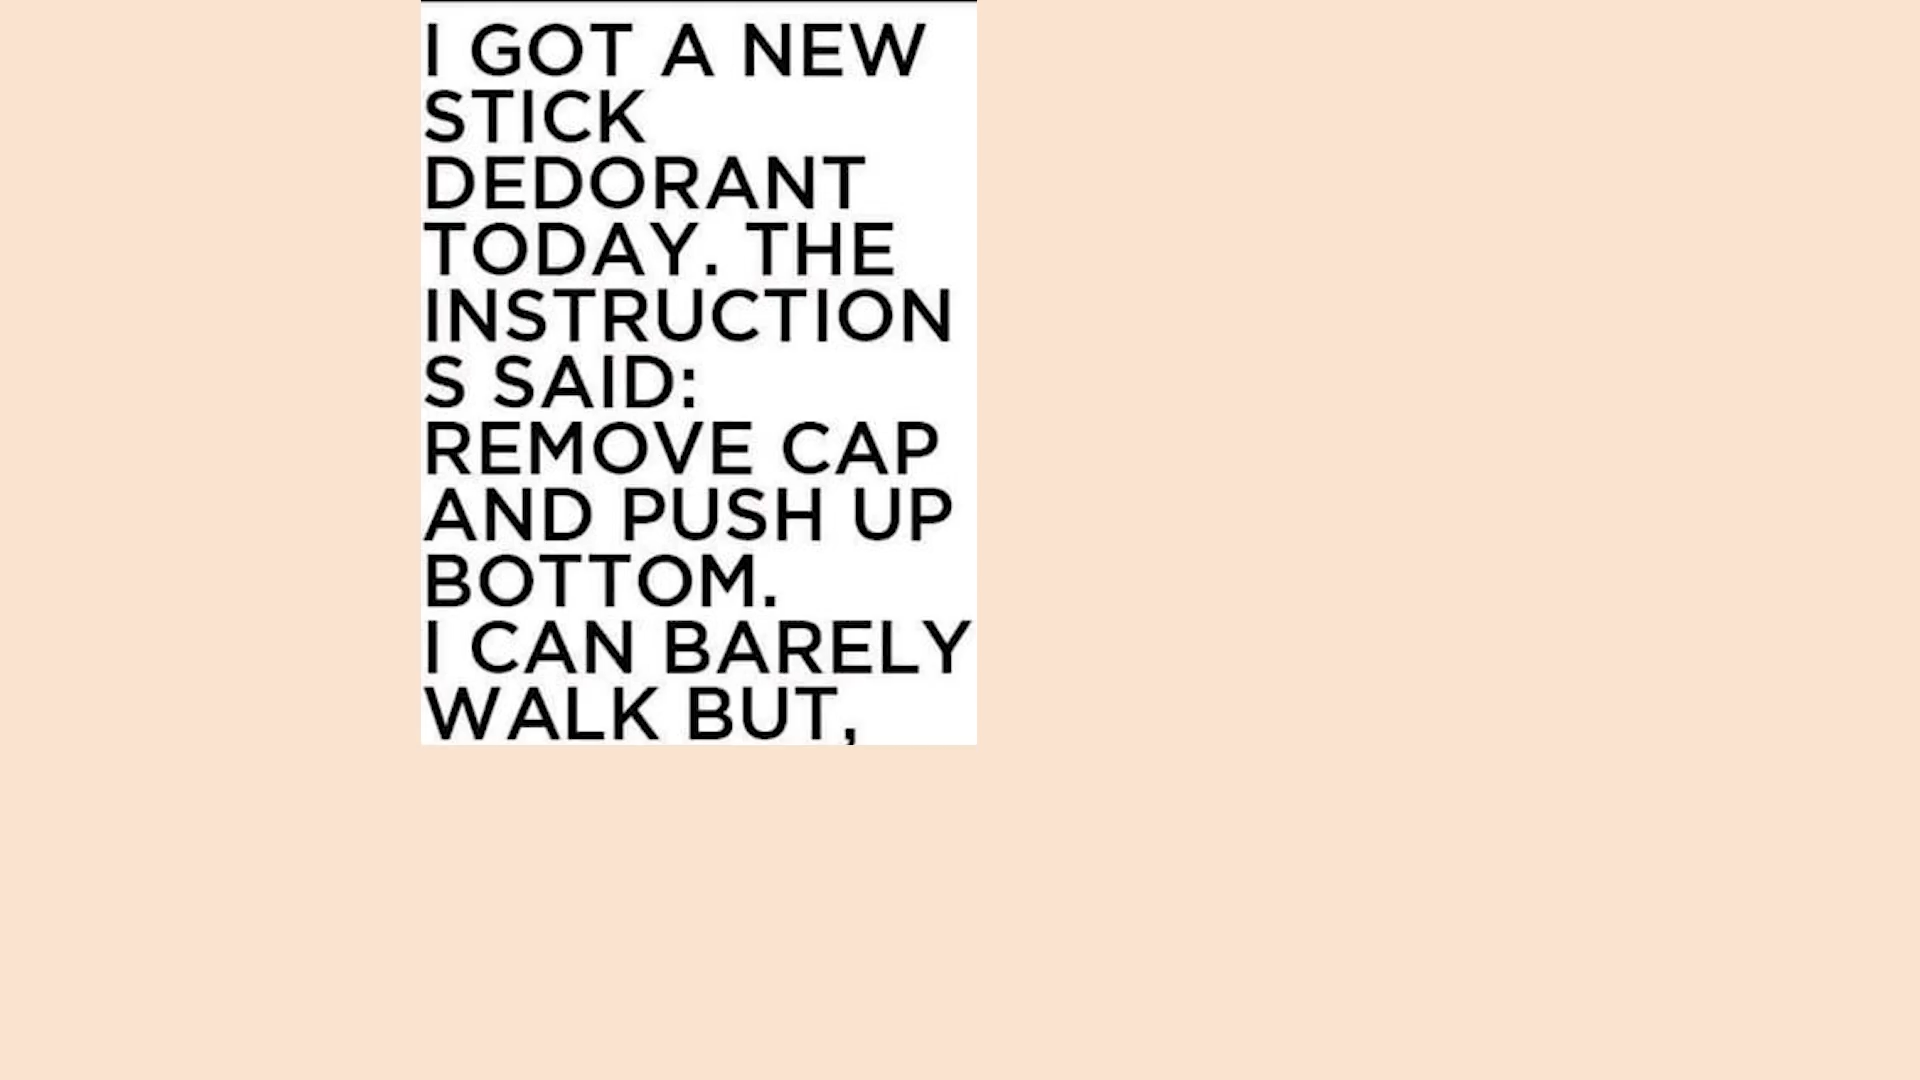 I GOT A NEW
STICK
DEDORANT
TODAY. THE
INSTRUCTION
S SAID:
REMOVE CAP
AND PUSH UP
BOTTOM.
I CAN BARELY
WALK BUT,